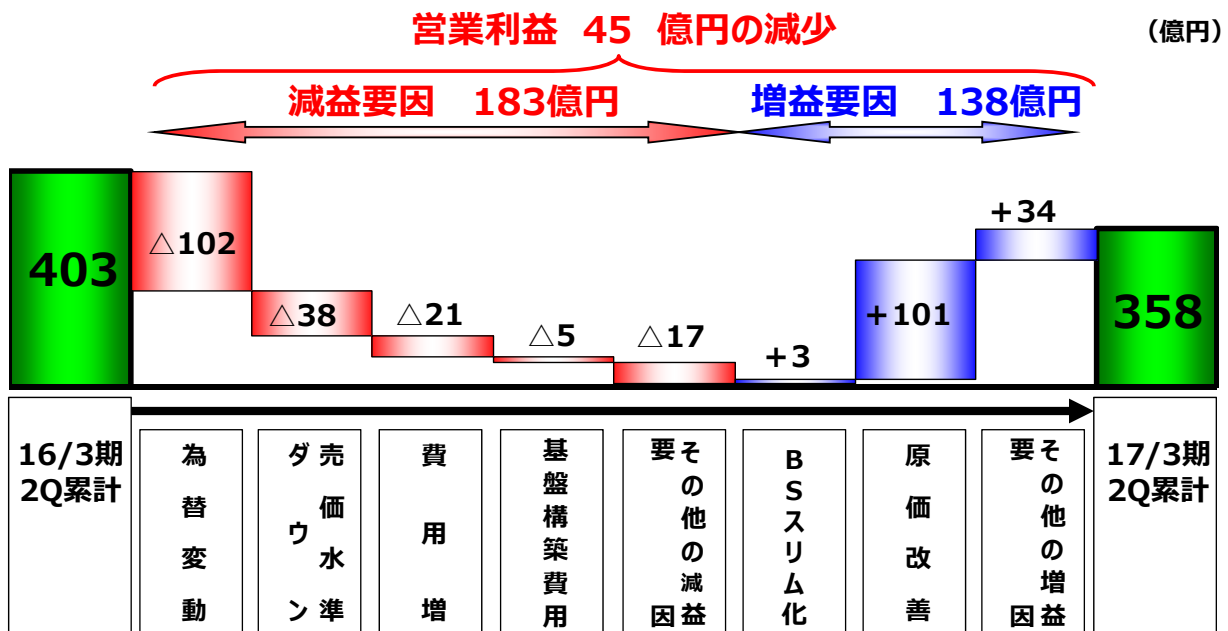 営業利益 45 億円の減少
(億円)
減益要因 183億円
増益要因 138億円
403
△102
△38
△21
△5
△17
+3
+101
+34
358
16/3期
2Q累計
為替変動
売価水準
ダウン
費用増
基盤構築費用
その他の減益
要因
BSスリム化
原価改善
その他の増益
要因
17/3期
2Q累計